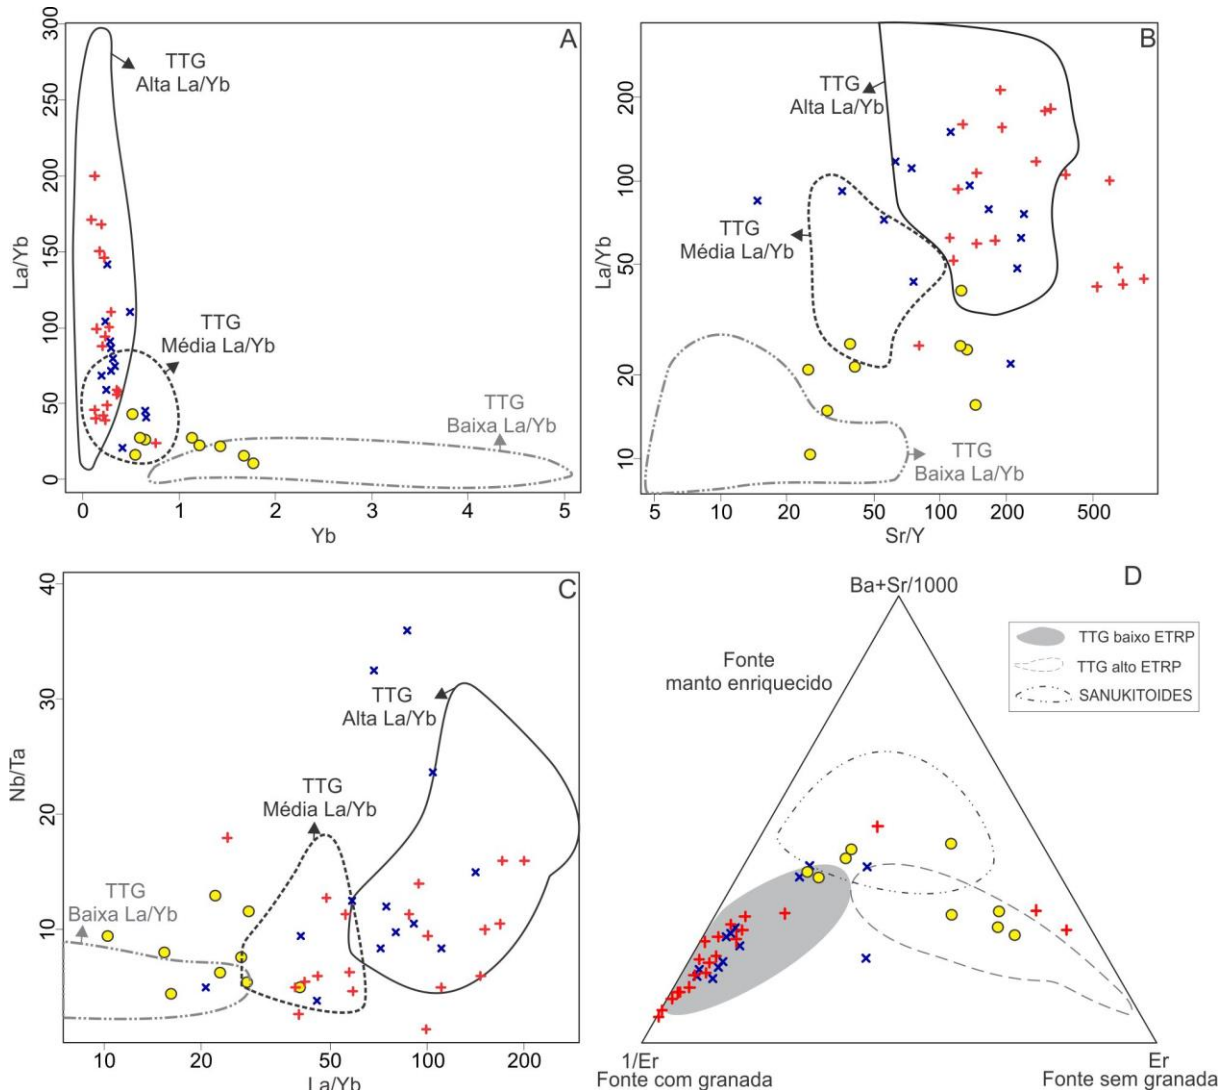 A
300
250
200
150
100
50
0
La/Yb
0 1 2 3 4 5
Yb
TTG
Alta La/Yb
TTG
Média La/Yb
TTG
Baixa La/Yb
B
200
100
50
20
10
La/Yb
5 10 20 50 100 200 500
Sr/Y
TTG
Alta La/Yb
TTG
Média La/Yb
TTG
Baixa La/Yb
C
40
30
20
10
Nb/Ta
10 20 50 100 200
La/Yb
TTG
Alta La/Yb
TTG
Média La/Yb
TTG
Baixa La/Yb
D
Ba+Sr/1000
Fonte
manto enriquecido
TTG baixo ETRP
TTG alto ETRP
SANUKITOIDES
1/Er
Fonte com granada
Er
Fonte sem granada